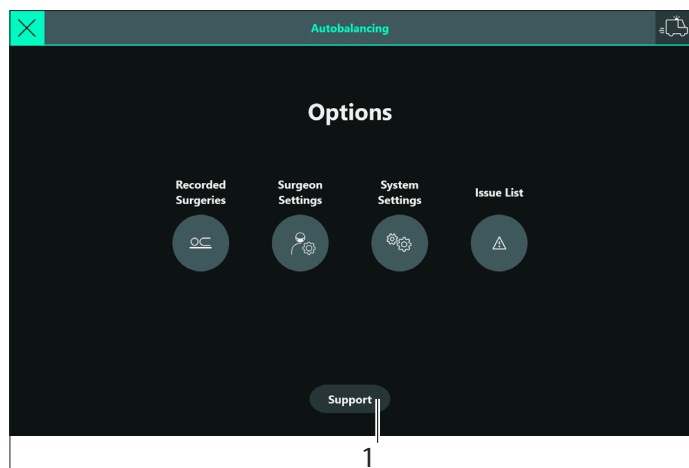 Autobalancing
Options
Recorded
Surgeries
Surgeon
Settings
System
Settings
Issue List
Support
1